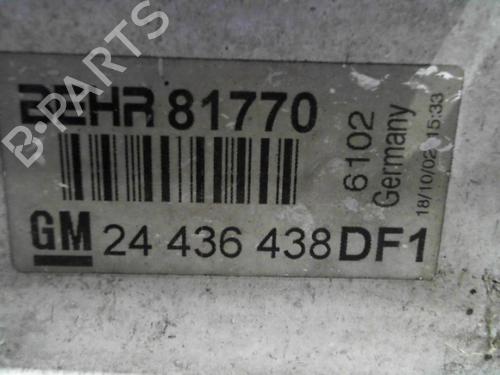 BEHR 81770
GM 24 436 438 DF1
6102
Germany
18/10/02 15:33
B-PARTS